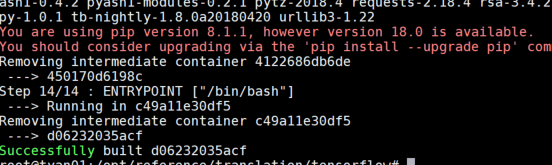 asn1-0.4.2 pyasn1-modules-0.2.1 pytz-2018.4 requests-2.18.4 rsa-3.4.2
py-1.0.1 tb-nightly-1.8.0a20180420 urllib3-1.22
You are using pip version 8.1.1, however version 18.0 is available.
You should consider upgrading via the 'pip install --upgrade pip' com
Removing intermediate container 4122686db6de
---> 450170d6198c
Step 14/14 : ENTRYPOINT ["/bin/bash"]
---> Running in c49a11e30df5
Removing intermediate container c49a11e30df5
---> d06232035acf
Successfully built d06232035acf
root@tyan01:/opt/reference/translation/tensorflow#